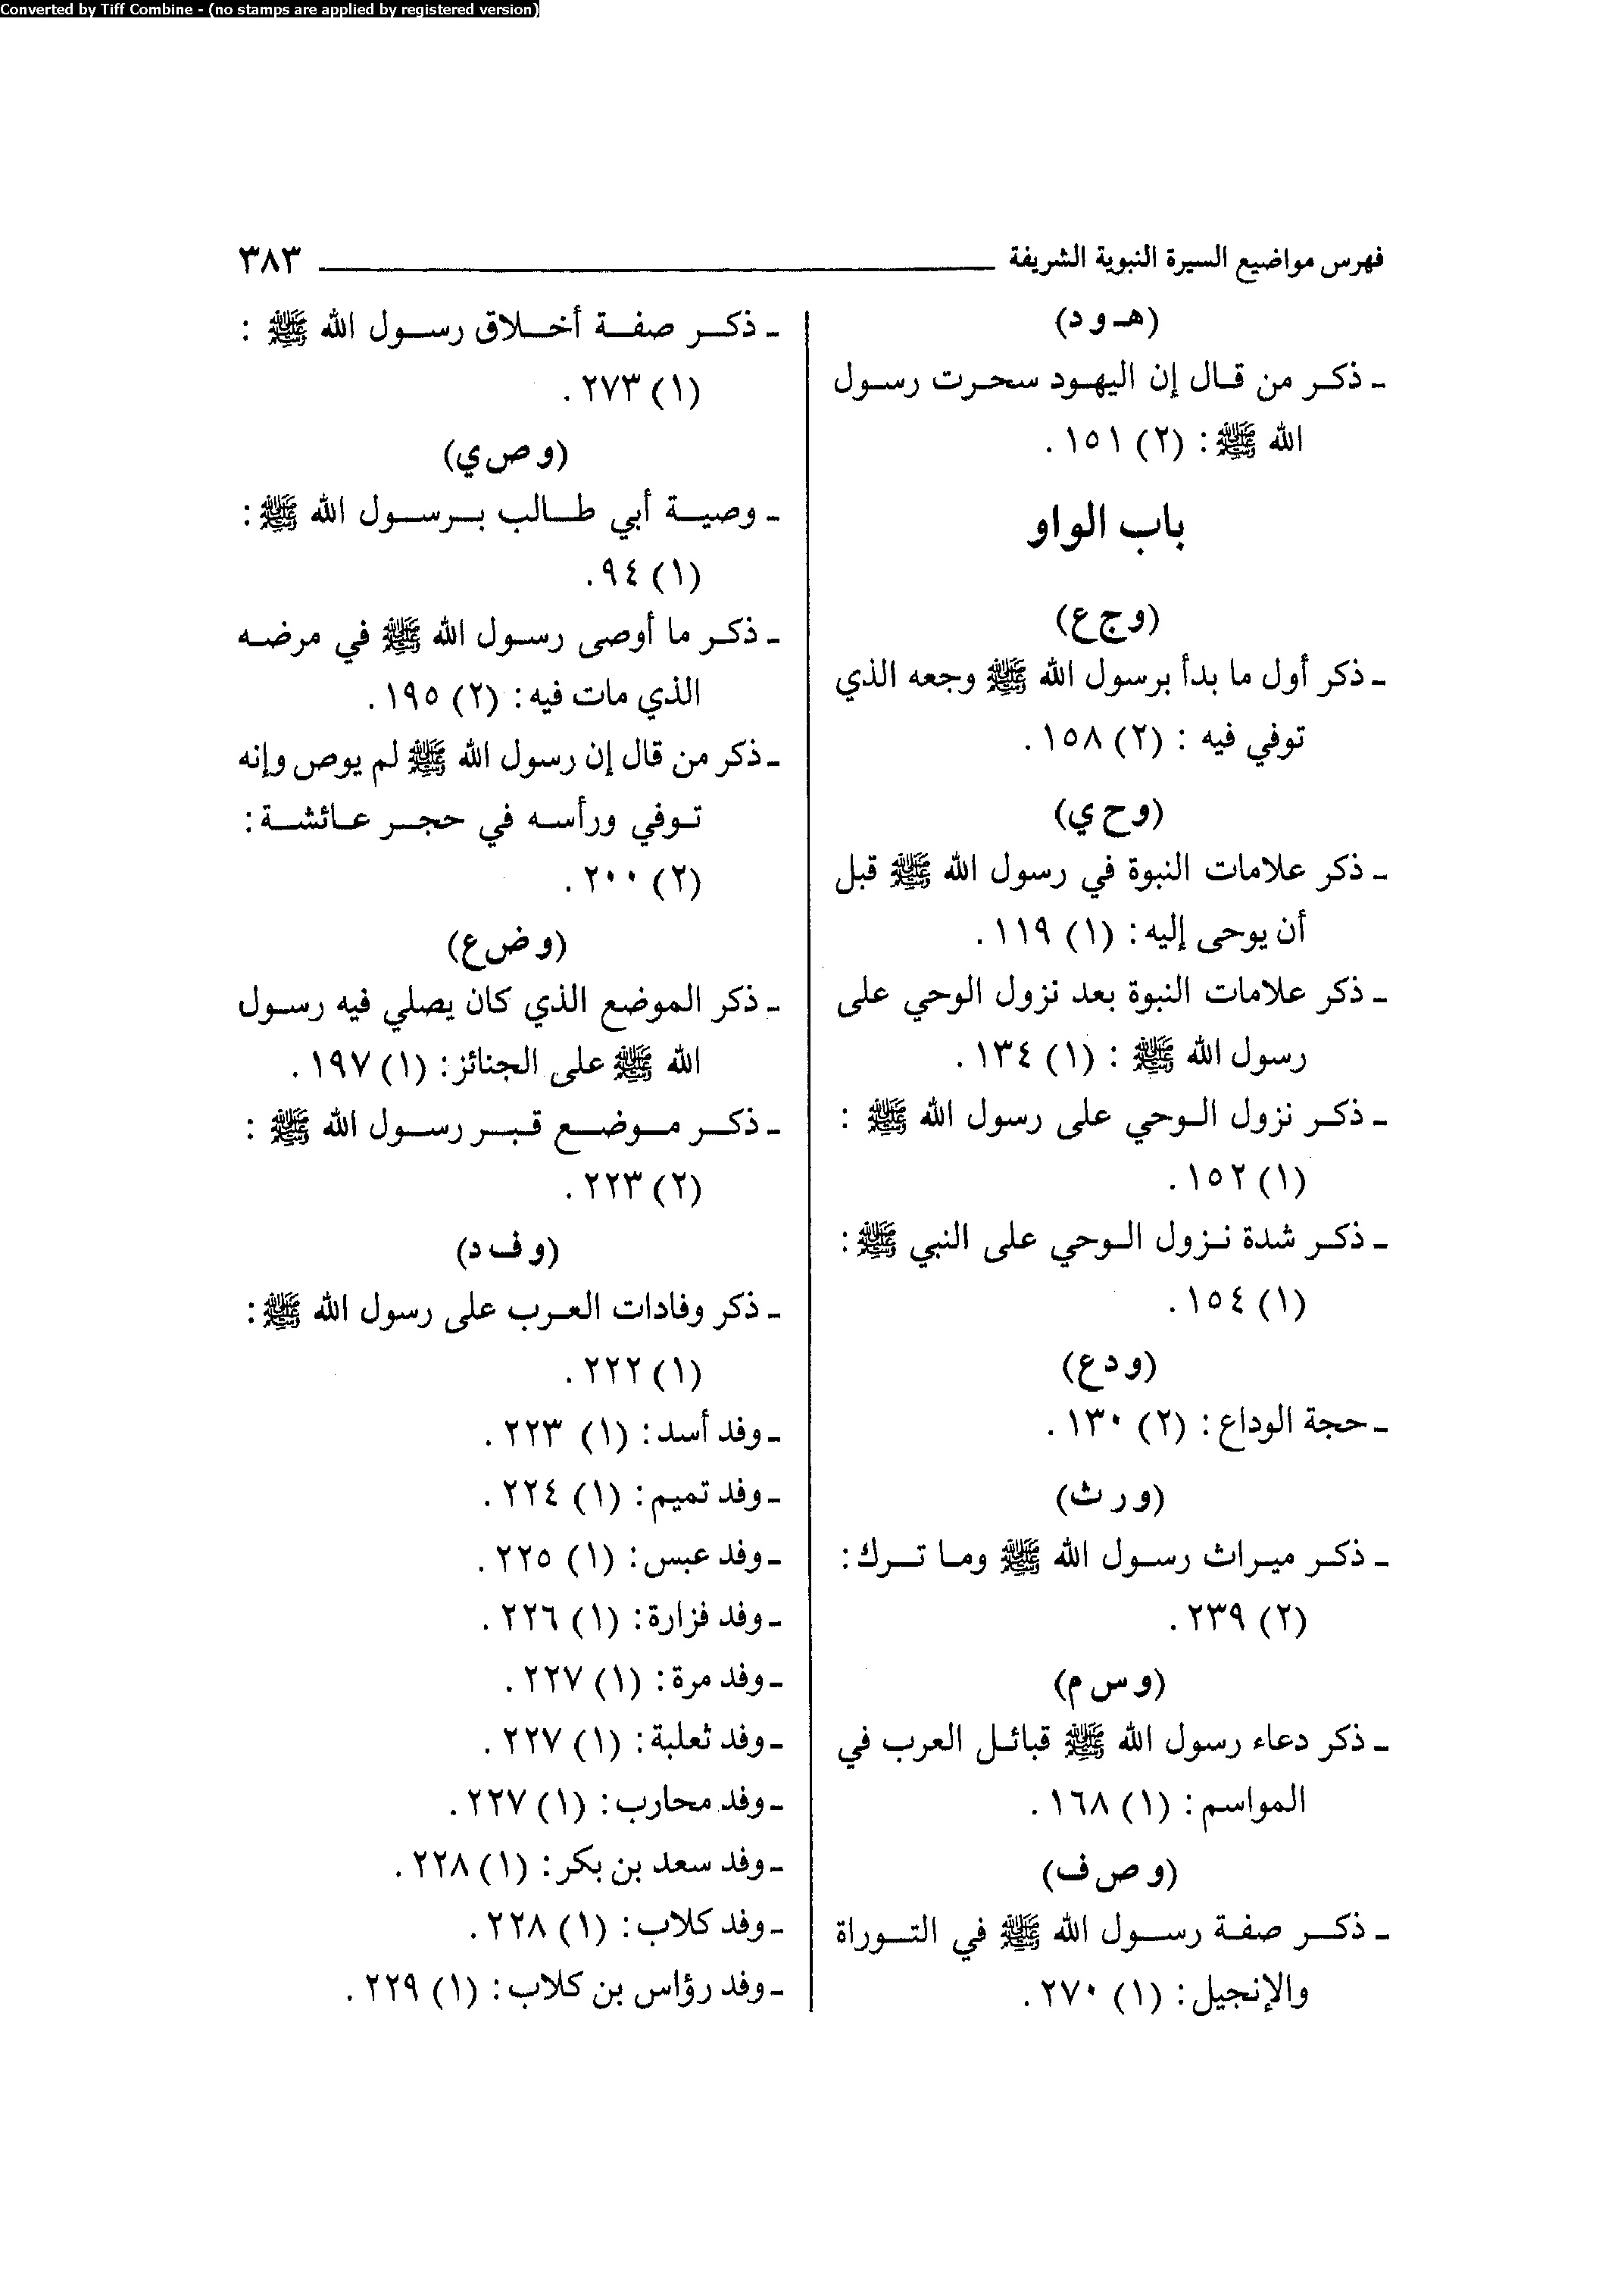 Converted by Tiff Combine - (no stamps are applied by registered version)
فهرس مواضيع السيرة النبوية الشريفة ٣٨٣
(هـ و د)
ـ ذكر من قال إن اليهود سحرت رسول
الله ﷺ: (٢) ١٥١.
باب الواو
(وج ع)
ـ ذكر أول ما بدأ برسول الله ﷺ وجعه الذي
توفي فيه : (٢) ١٥٨.
(وح ي)
ـ ذكر علامات النبوة في رسول الله ﷺ قبل
أن يوحى إليه: (١) ١١٩.
ـ ذكر علامات النبوة بعد نزول الوحي على
رسول الله ﷺ : (١) ١٣٤.
ـ ذكر نزول الوحي على رسول الله ﷺ :
(١) ١٥٢.
ـ ذكر شدة نزول الوحي على النبي ﷺ:
(١) ١٥٤.
(و دع)
ـ حجة الوداع: (٢) ١٣٠.
(و ر ث)
ـ ذكر ميراث رسول الله ﷺ وما ترك:
(٢) ٢٣٩.
(و س م)
ـ ذكر دعاء رسول الله ﷺ قبائل العرب في
المواسم: (١) ١٦٨.
(و ص ف)
ـ ذكر صفة رسول الله ﷺ في التوراة
والإنجيل: (١) ٢٧٠.
ـ ذكر صفة أخلاق رسول الله ﷺ :
(١) ٢٧٣.
(و ص ي)
ـ وصية أبي طالب برسول الله ﷺ:
(١) ٩٤.
ـ ذكر ما أوصى رسول الله ﷺ في مرضه
الذي مات فيه: (٢) ١٩٥.
ـ ذكر من قال إن رسول الله ﷺ لم يوص وإنه
توفي ورأسه في حجر عائشة:
(٢) ٢٠٠.
(و ض ع)
ـ ذكر الموضع الذي كان يصلي فيه رسول
الله ﷺ على الجنائز: (١) ١٩٧.
ـ ذكر موضع قبر رسول الله ﷺ :
(٢) ٢٢٣.
(و ف د)
ـ ذكر وفادات العرب على رسول الله ﷺ:
(١) ٢٢٢.
ـ وفد أسد: (١) ٢٢٣.
ـ وفد تميم: (١) ٢٢٤.
ـ وفد عبس: (١) ٢٢٥.
ـ وفد فزارة: (١) ٢٢٦.
ـ وفد مرة: (١) ٢٢٧.
ـ وفد ثعلبة: (١) ٢٢٧.
ـ وفد محارب: (١) ٢٢٧.
ـ وفد سعد بن بكر: (١) ٢٢٨.
ـ وفد كلاب: (١) ٢٢٨.
ـ وفد رؤاس بن كلاب: (١) ٢٢٩.